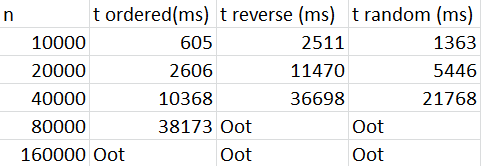 n t ordered(ms) t reverse (ms) t random (ms)
10000 605 2511 1363
20000 2606 11470 5446
40000 10368 36698 21768
80000 38173 Oot Oot
160000 Oot Oot Oot